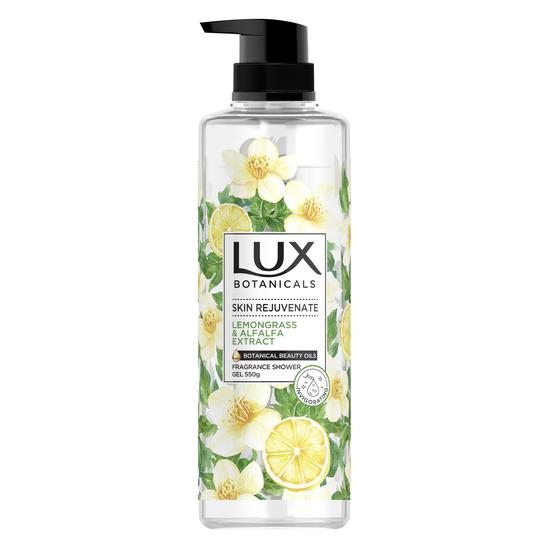 LUX
BOTANICALS
SKIN REJUVENATE
LEMONGRASS
& ALFALFA
EXTRACT
BOTANICAL BEAUTY OILS
FRAGRANCE SHOWER
GEL 550g
INVIGORATING